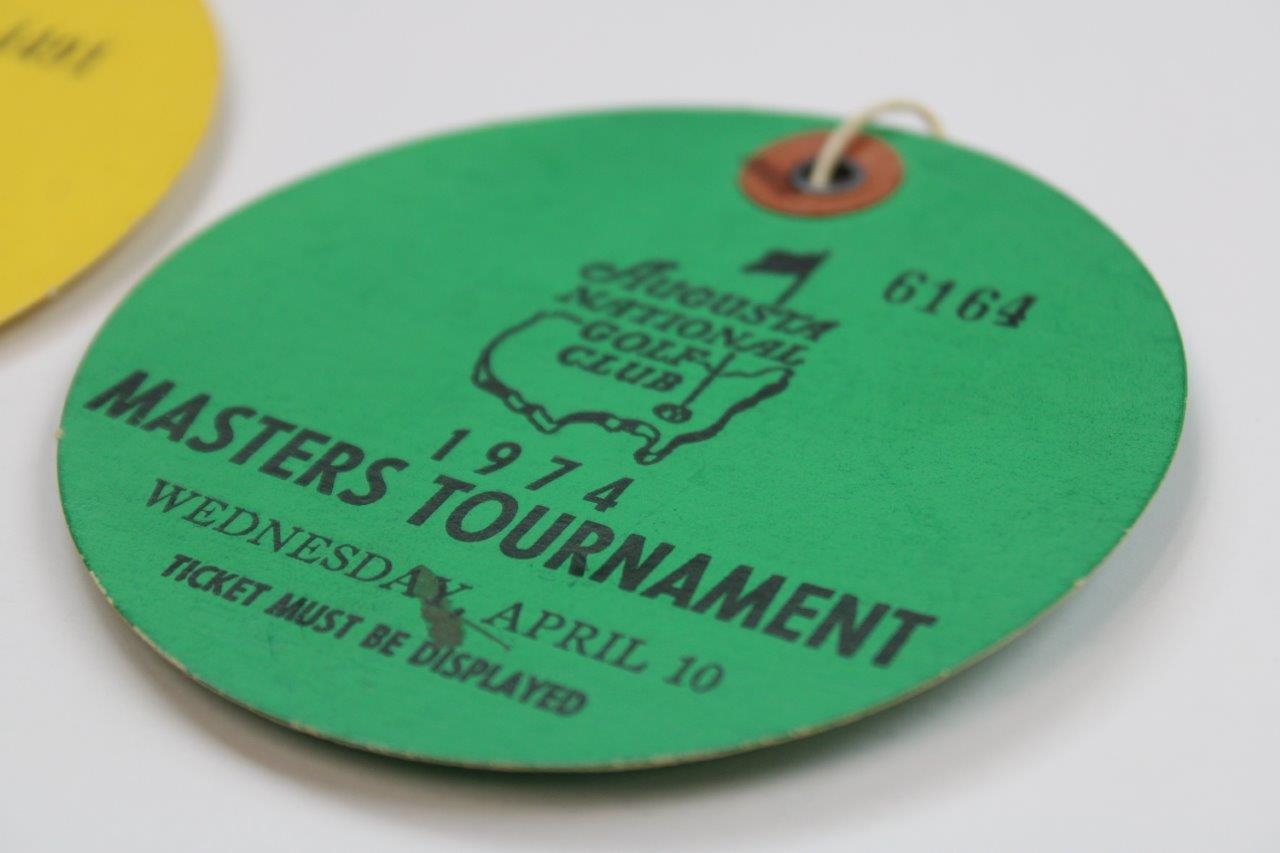 6164
Augusta
NATIONAL
GOLF
CLUB
1974
MASTERS TOURNAMENT
WEDNESDAY, APRIL 10
TICKET MUST BE DISPLAYED